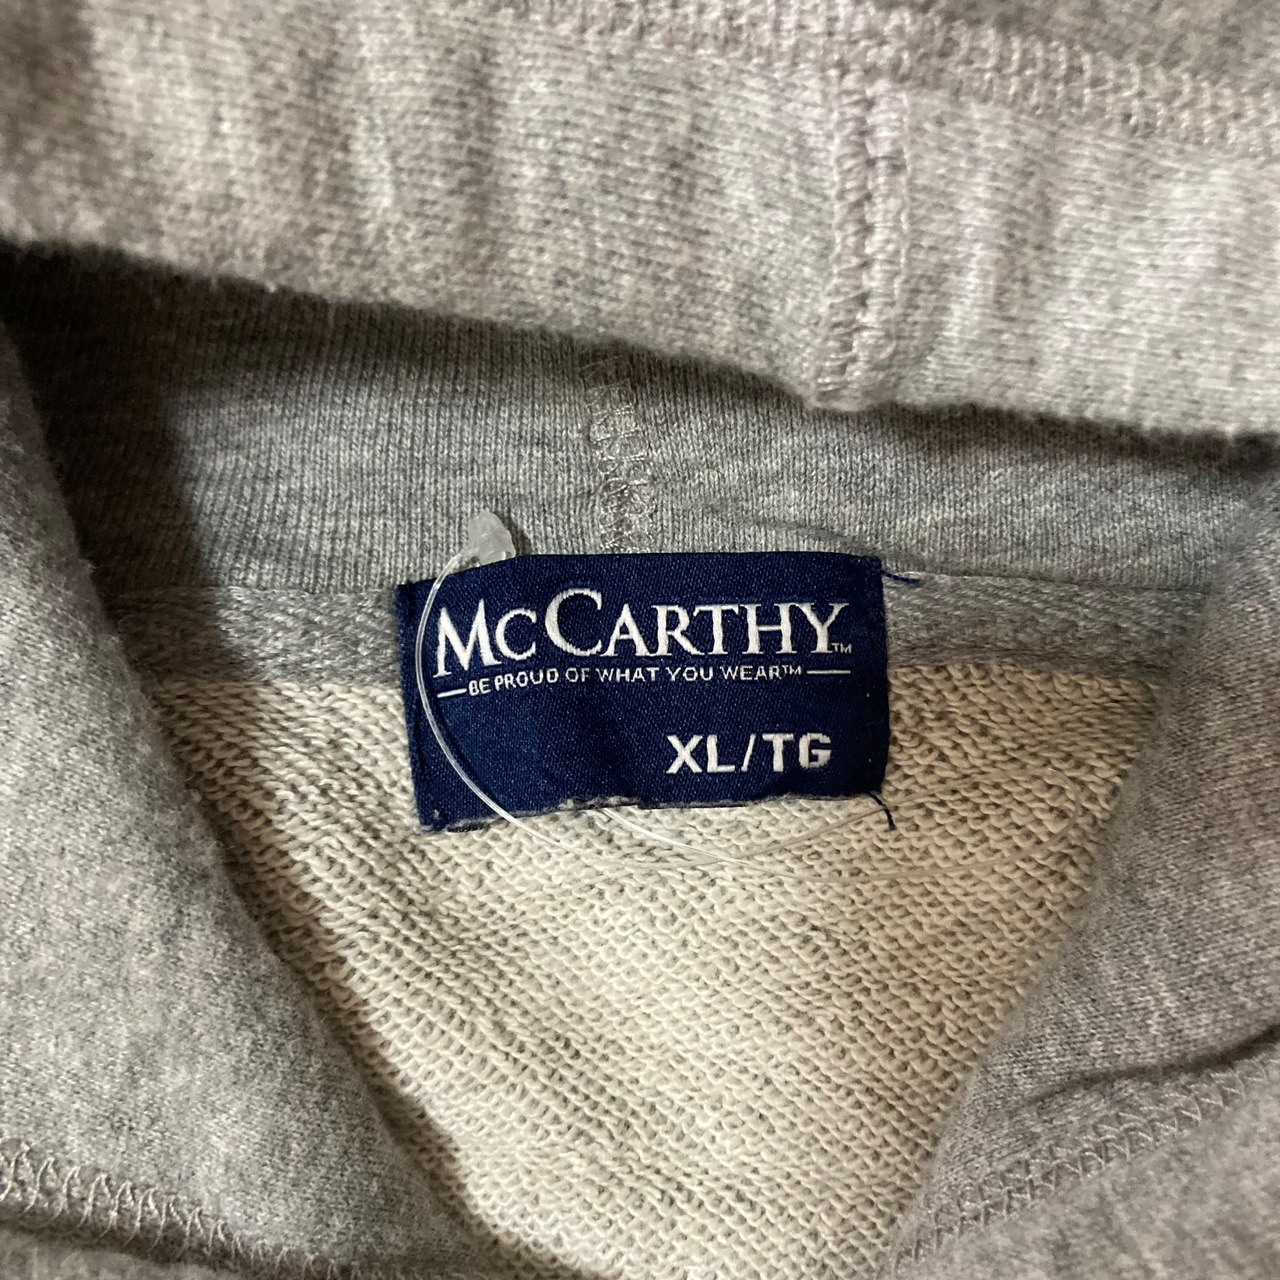 McCARTHY™
BE PROUD OF WHAT YOU WEAR™
XL/TG